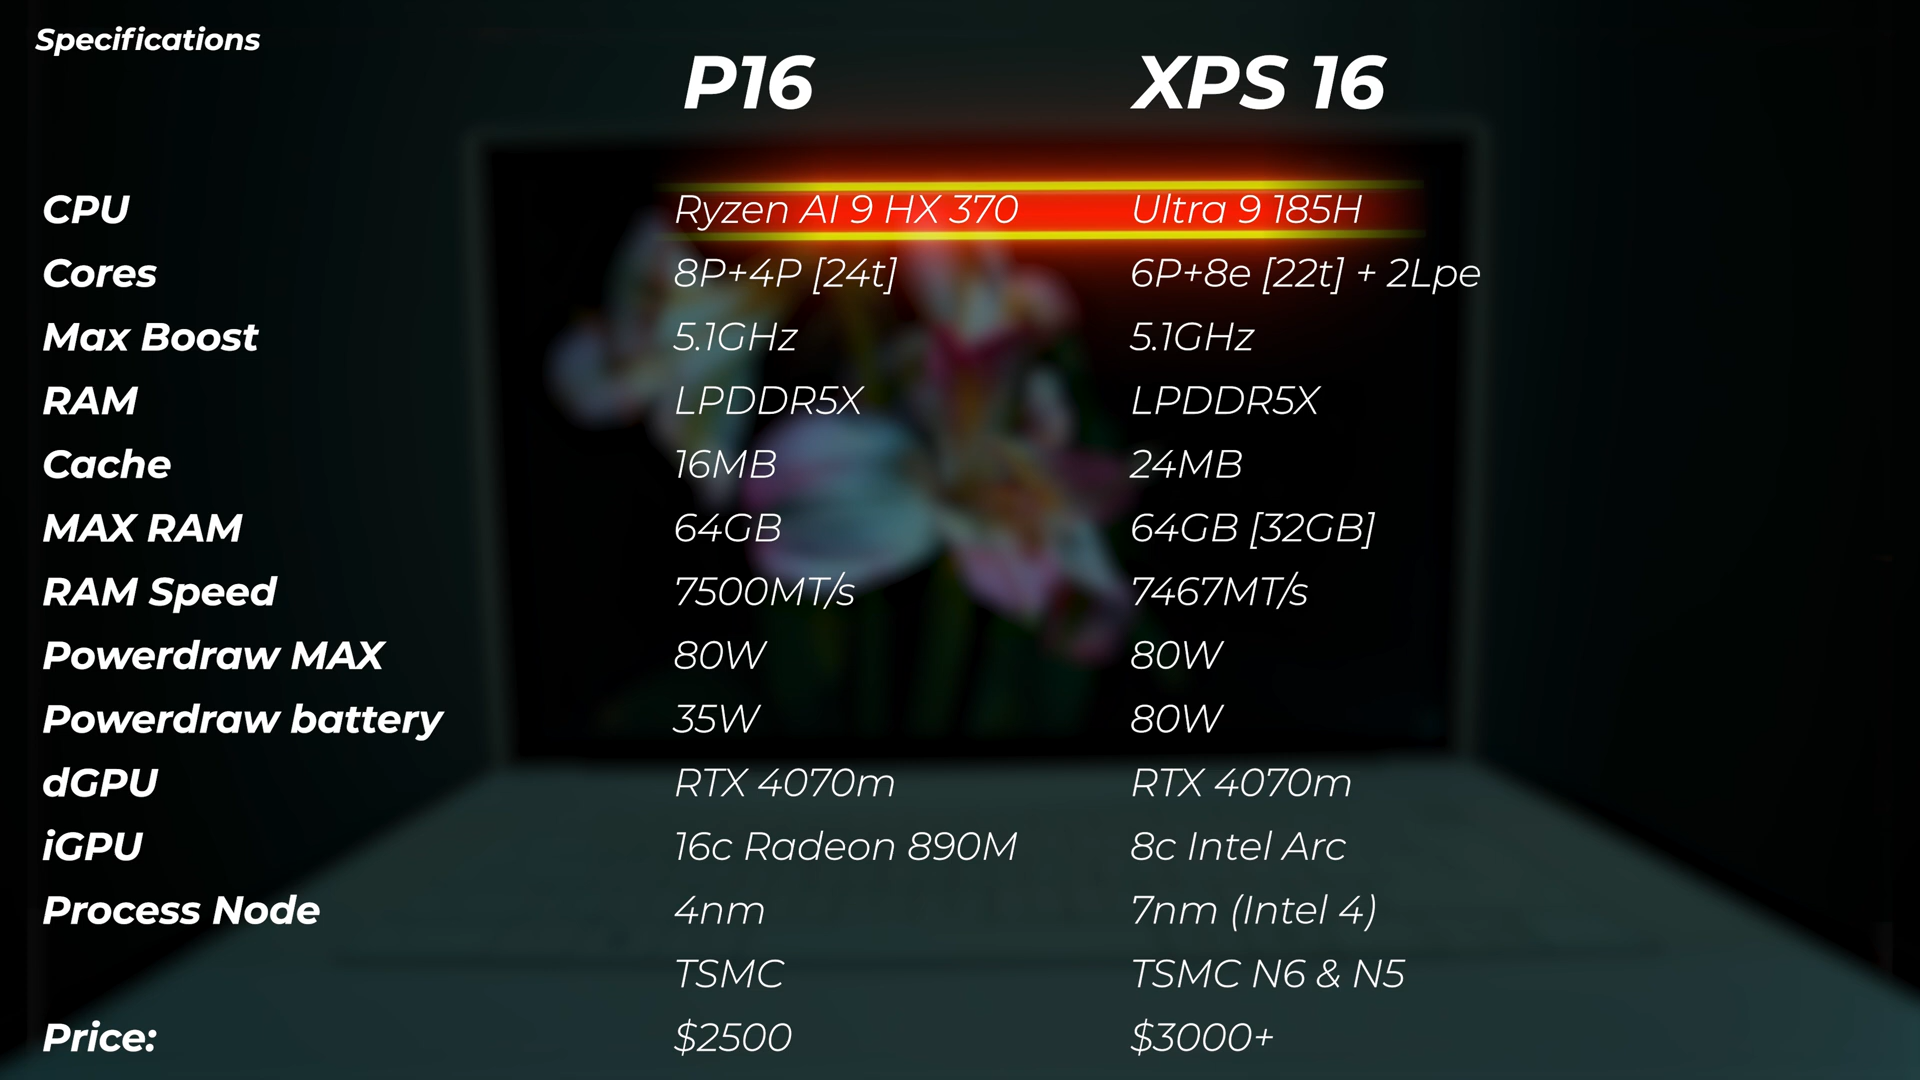 Specifications
P16 XPS 16
CPU Ryzen AI 9 HX 370 Ultra 9 185H
Cores 8P+4P [24t] 6P+8e [22t] + 2Lpe
Max Boost 5.1GHz 5.1GHz
RAM LPDDR5X LPDDR5X
Cache 16MB 24MB
MAX RAM 64GB 64GB [32GB]
RAM Speed 7500MT/s 7467MT/s
Powerdraw MAX 80W 80W
Powerdraw battery 35W 80W
dGPU RTX 4070m RTX 4070m
iGPU 16c Radeon 890M 8c Intel Arc
Process Node 4nm 7nm (Intel 4)
TSMC TSMC N6 & N5
Price: $2500 $3000+